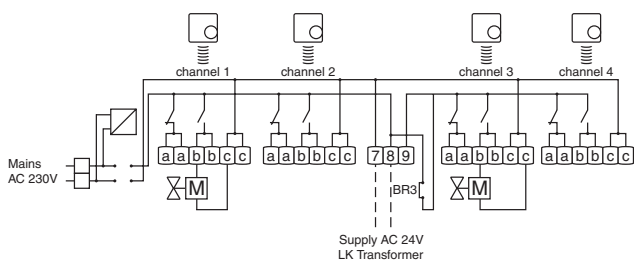 channel 1 channel 2 channel 3 channel 4
Mains
AC 230V
a a b b c c a a b b c c 7 8 9 a a b b c c a a b b c c
M BR3 M
Supply AC 24V
LK Transformer